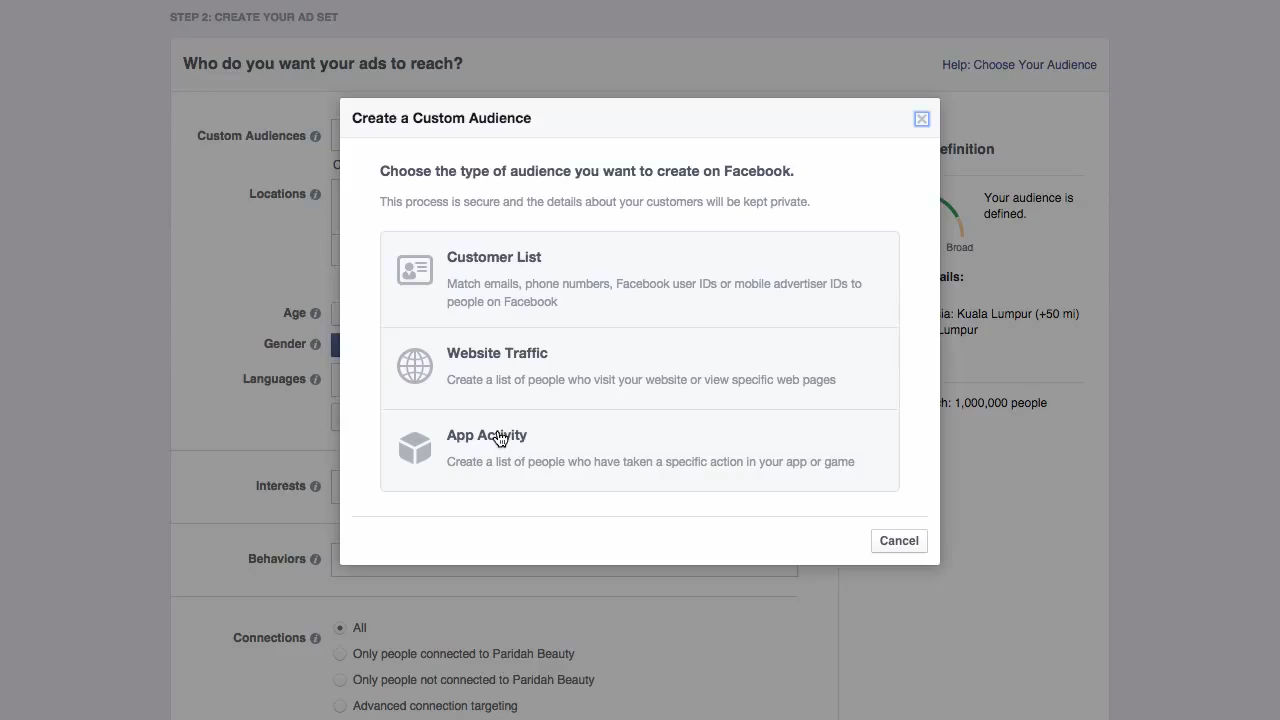 STEP 2: CREATE YOUR AD SET
Who do you want your ads to reach?
Help: Choose Your Audience
Create a Custom Audience
Choose the type of audience you want to create on Facebook.
This process is secure and the details about your customers will be kept private.
Customer List
Match emails, phone numbers, Facebook user IDs or mobile advertiser IDs to
people on Facebook
Website Traffic
Create a list of people who visit your website or view specific web pages
App Activity
Create a list of people who have taken a specific action in your app or game
Cancel
Custom Audiences
Locations
Age
Gender
Languages
Interests
Behaviors
Connections
All
Only people connected to Paridah Beauty
Only people not connected to Paridah Beauty
Advanced connection targeting
efinition
Your audience is
defined.
Broad
ails:
ia: Kuala Lumpur (+50 mi)
Lumpur
h: 1,000,000 people